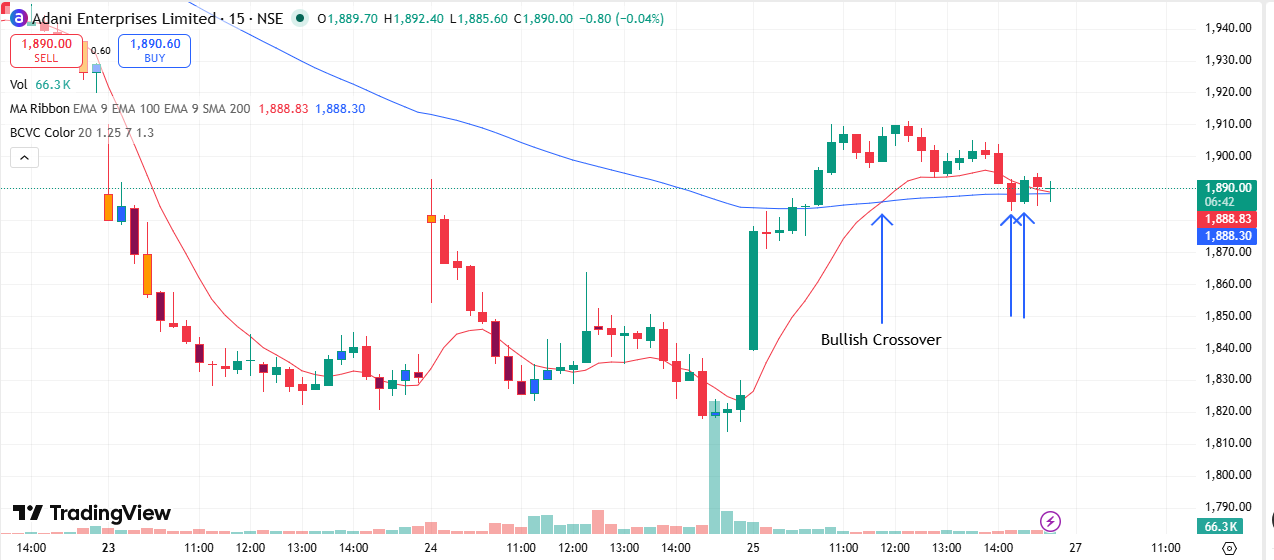 Adani Enterprises Limited · 15 · NSE O1,889.70 H1,892.40 L1,885.60 C1,890.00 −0.80 (−0.04%)
1,890.00 SELL
0.60
1,890.60 BUY
Vol 66.3 K
MA Ribbon EMA 9 EMA 100 EMA 9 SMA 200 1,888.83 1,888.30
BCVC Color 20 1.25 7 1.3
1,940.00
1,930.00
1,920.00
1,910.00
1,900.00
1,890.00
06:42
1,888.83
1,888.30
1,870.00
1,860.00
1,850.00
1,840.00
1,830.00
1,820.00
1,810.00
1,800.00
1,790.00
66.3 K
Bullish Crossover
TradingView
14:00 23 11:00 12:00 13:00 14:00 24 11:00 12:00 13:00 14:00 25 11:00 12:00 13:00 14:00 27 11:00